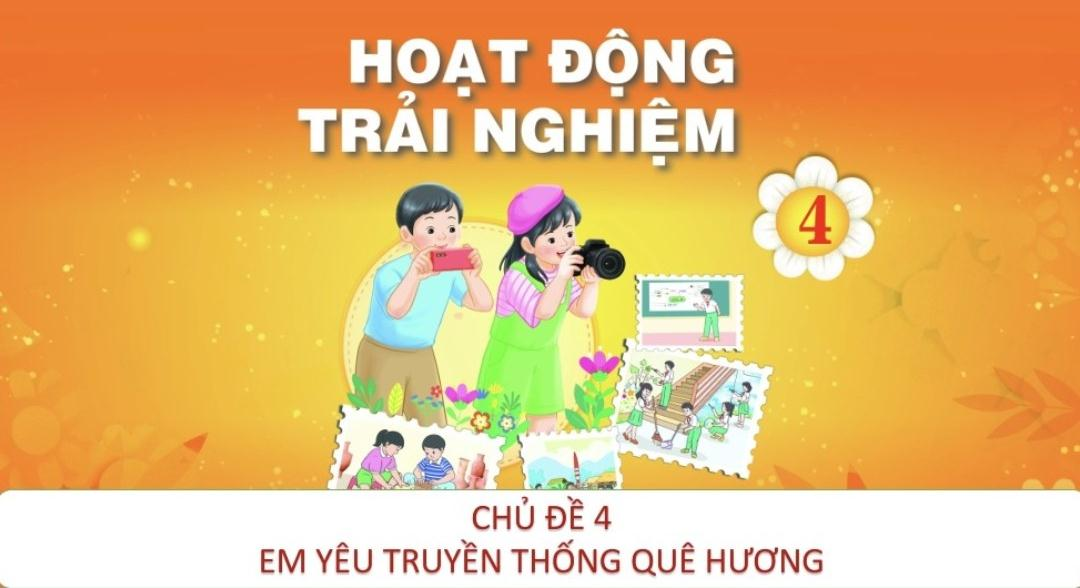 HOẠT ĐỘNG
TRẢI NGHIỆM
4
CHỦ ĐỀ 4
EM YÊU TRUYỀN THỐNG QUÊ HƯƠNG